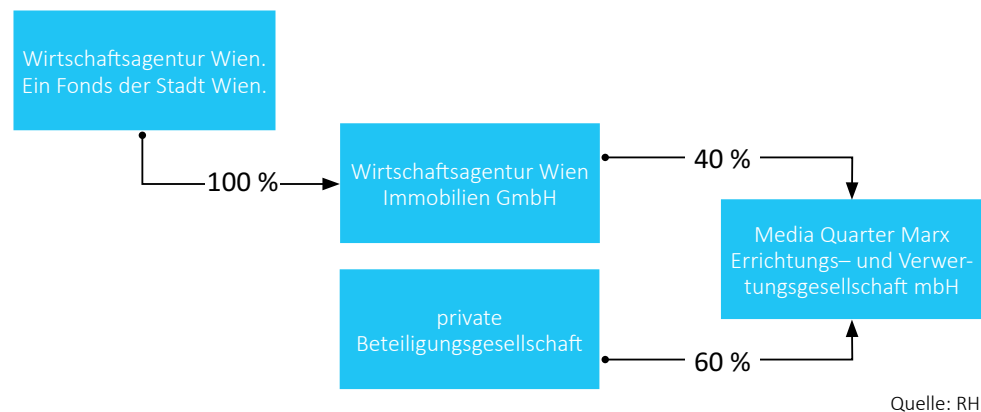 Wirtschaftsagentur Wien.
Ein Fonds der Stadt Wien.
100 %
Wirtschaftsagentur Wien
Immobilien GmbH
40 %
Media Quarter Marx
Errichtungs– und Verwer-
tungsgesellschaft mbH
private
Beteiligungsgesellschaft
60 %
Quelle: RH